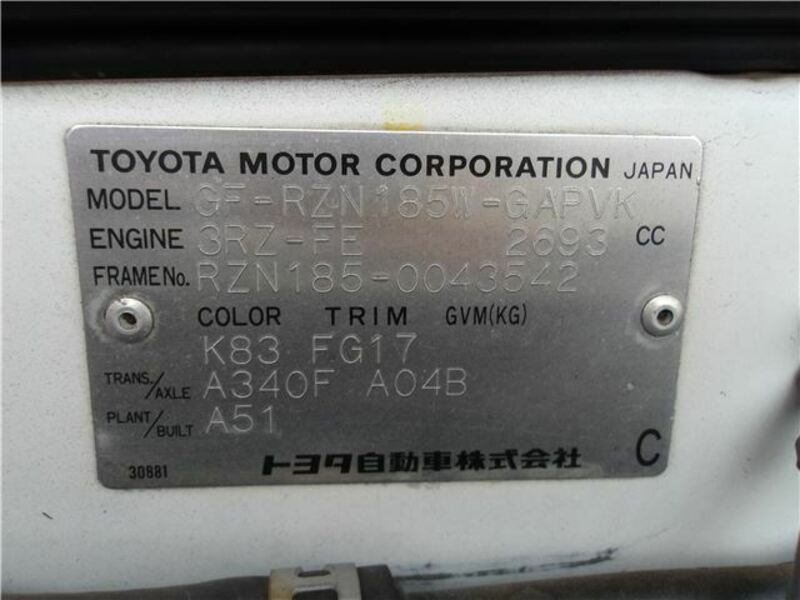 TOYOTA MOTOR CORPORATION JAPAN
MODEL GF-RZN185W-GAPVK
ENGINE 3RZ-FE 2693 CC
FRAME No. RZN185-0043542
COLOR TRIM GVM(KG)
K83 FG17
TRANS./AXLE A340F A04B
PLANT/BUILT A51
30881 トヨタ自動車株式会社 C